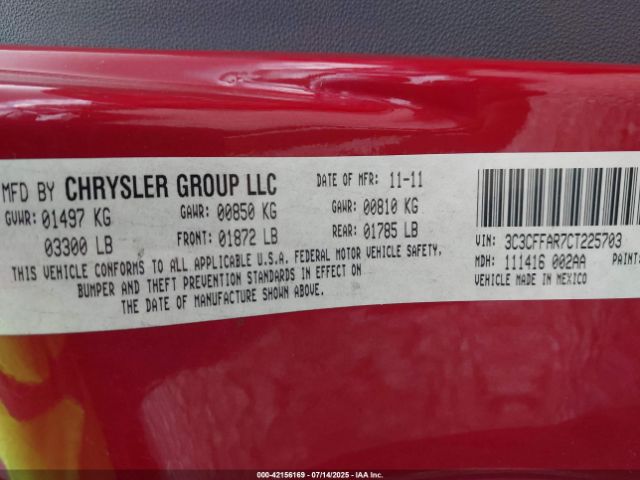 MFD BY CHRYSLER GROUP LLC DATE OF MFR: 11-11
GVWR: 01497 KG GAWR: 00850 KG GAWR: 00810 KG
03300 LB FRONT: 01872 LB REAR: 01785 LB
THIS VEHICLE CONFORMS TO ALL APPLICABLE U.S.A. FEDERAL MOTOR VEHICLE SAFETY,
BUMPER AND THEFT PREVENTION STANDARDS IN EFFECT ON
THE DATE OF MANUFACTURE SHOWN ABOVE.
VIN: 3C3CFFAR7CT225703
MDH: 111416 002AA PAINT:
VEHICLE MADE IN MEXICO
000-42156169 - 07/14/2025 - IAA Inc.